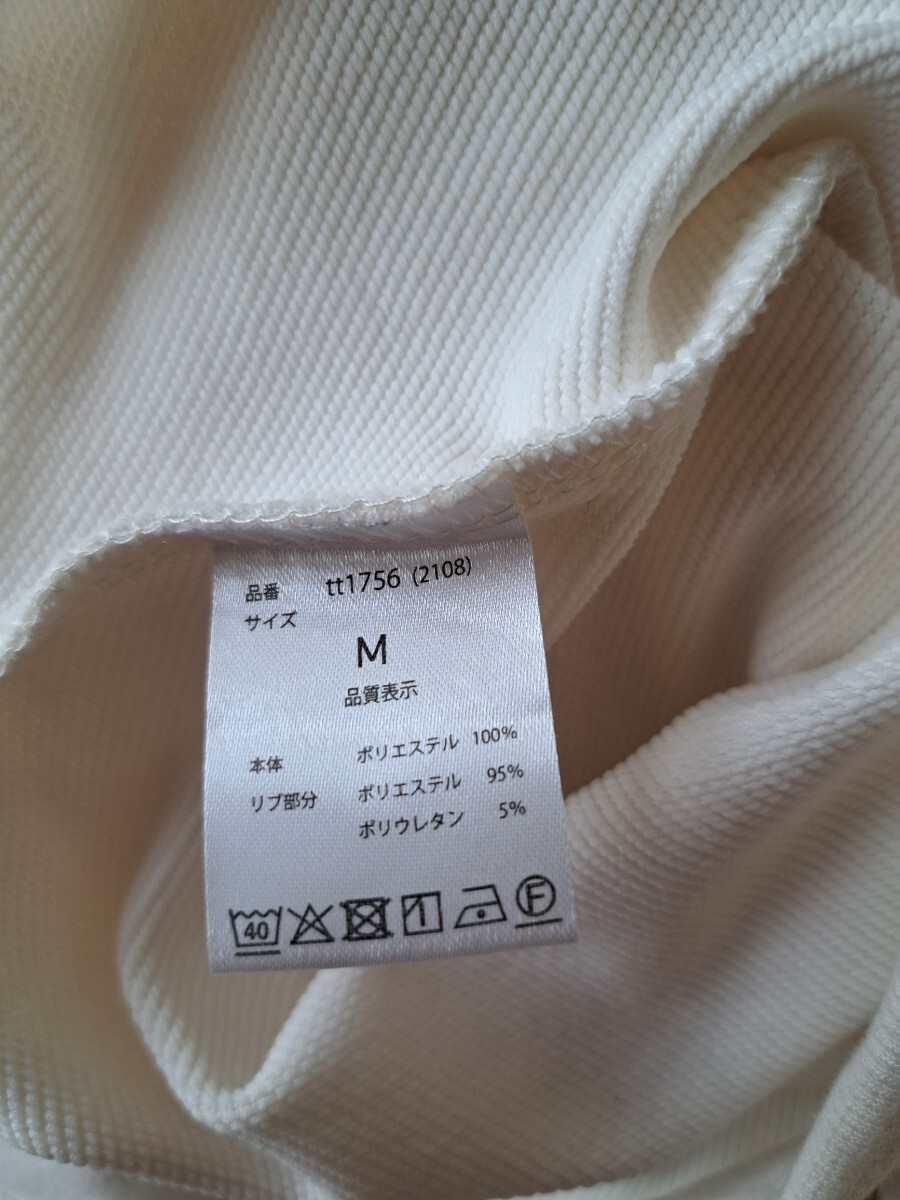 品番 tt1756 (2108)
サイズ
M
品質表示
本体 ポリエステル 100%
リブ部分 ポリエステル 95%
ポリウレタン 5%
40 F